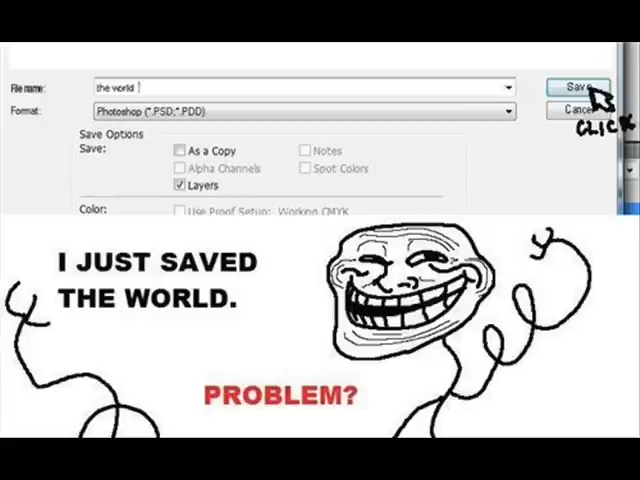 File name: the world
Save
Format: Photoshop (*.PSD;*.PDD)
Cancel
CLICK
Save Options
Save: As a Copy Notes
Alpha Channels Spot Colors
Layers
Color: Use Proof Setup: Working CMYK
I JUST SAVED
THE WORLD.
PROBLEM?